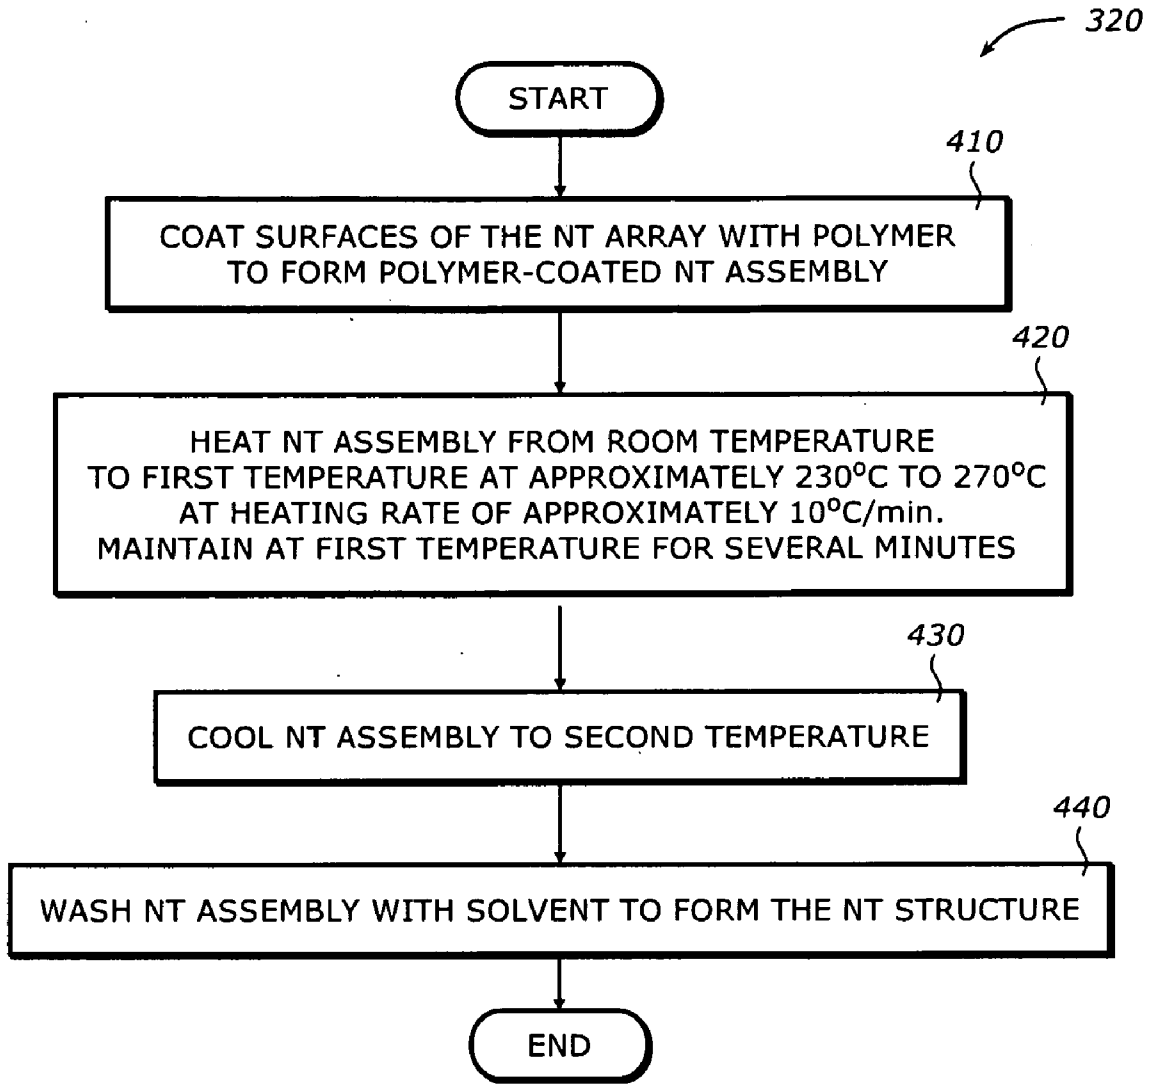 320
START
410
COAT SURFACES OF THE NT ARRAY WITH POLYMER
TO FORM POLYMER-COATED NT ASSEMBLY
420
HEAT NT ASSEMBLY FROM ROOM TEMPERATURE
TO FIRST TEMPERATURE AT APPROXIMATELY 230°C TO 270°C
AT HEATING RATE OF APPROXIMATELY 10°C/min.
MAINTAIN AT FIRST TEMPERATURE FOR SEVERAL MINUTES
430
COOL NT ASSEMBLY TO SECOND TEMPERATURE
440
WASH NT ASSEMBLY WITH SOLVENT TO FORM THE NT STRUCTURE
END